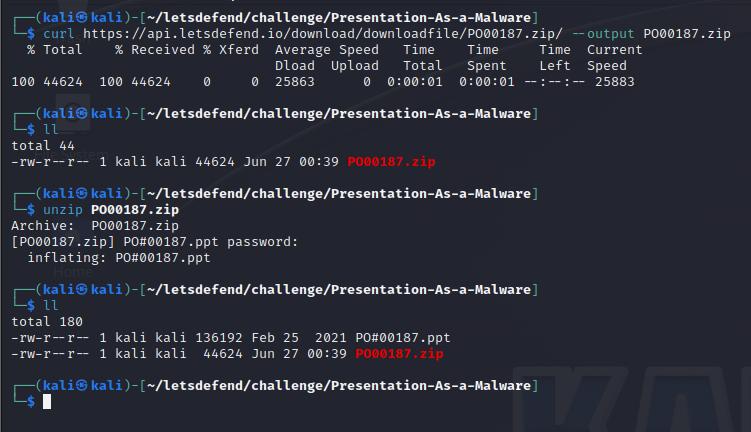 ┌──(kali㉿kali)-[~/letsdefend/challenge/Presentation-As-a-Malware]
└─$ curl https://api.letsdefend.io/download/downloadfile/PO00187.zip/ --output PO00187.zip
  % Total    % Received % Xferd  Average Speed   Time    Time     Time  Current
                                 Dload  Upload   Total   Spent    Left  Speed
100 44624  100 44624    0     0  25863      0  0:00:01  0:00:01 --:--:-- 25883
┌──(kali㉿kali)-[~/letsdefend/challenge/Presentation-As-a-Malware]
└─$ ll
total 44
-rw-r--r-- 1 kali kali 44624 Jun 27 00:39 PO00187.zip
┌──(kali㉿kali)-[~/letsdefend/challenge/Presentation-As-a-Malware]
└─$ unzip PO00187.zip
Archive:  PO00187.zip
[PO00187.zip] PO#00187.ppt password:
  inflating: PO#00187.ppt
Home
┌──(kali㉿kali)-[~/letsdefend/challenge/Presentation-As-a-Malware]
└─$ ll
total 180
-rw-r--r-- 1 kali kali 136192 Feb 25  2021 PO#00187.ppt
-rw-r--r-- 1 kali kali  44624 Jun 27 00:39 PO00187.zip
┌──(kali㉿kali)-[~/letsdefend/challenge/Presentation-As-a-Malware]
└─$